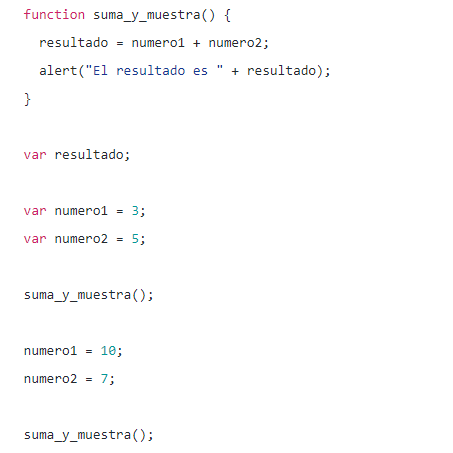 function suma_y_muestra() {
  resultado = numero1 + numero2;
  alert("El resultado es " + resultado);
}
var resultado;
var numero1 = 3;
var numero2 = 5;
suma_y_muestra();
numero1 = 10;
numero2 = 7;
suma_y_muestra();